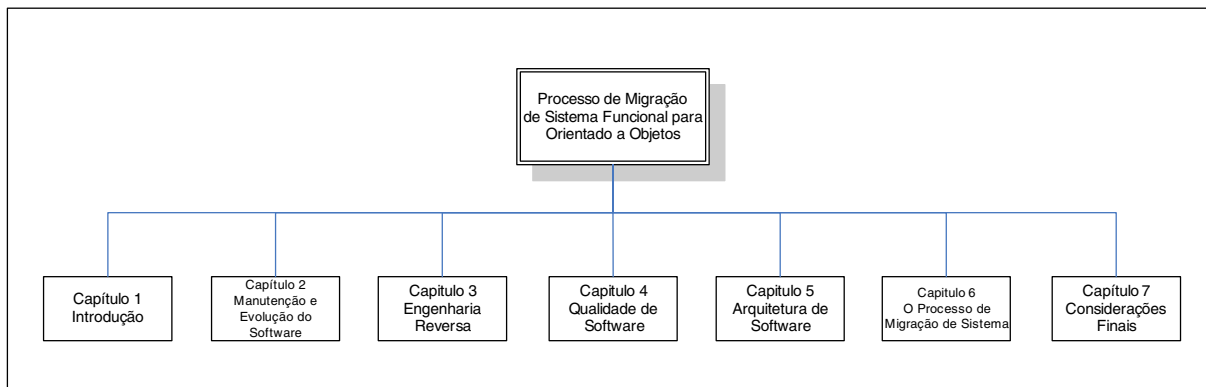 Processo de Migração
de Sistema Funcional para
Orientado a Objetos
Capítulo 1
Introdução
Capítulo 2
Manutenção e
Evolução do
Software
Capitulo 3
Engenharia
Reversa
Capitulo 4
Qualidade de
Software
Capitulo 5
Arquitetura de
Software
Capitulo 6
O Processo de
Migração de Sistema
Capítulo 7
Considerações
Finais